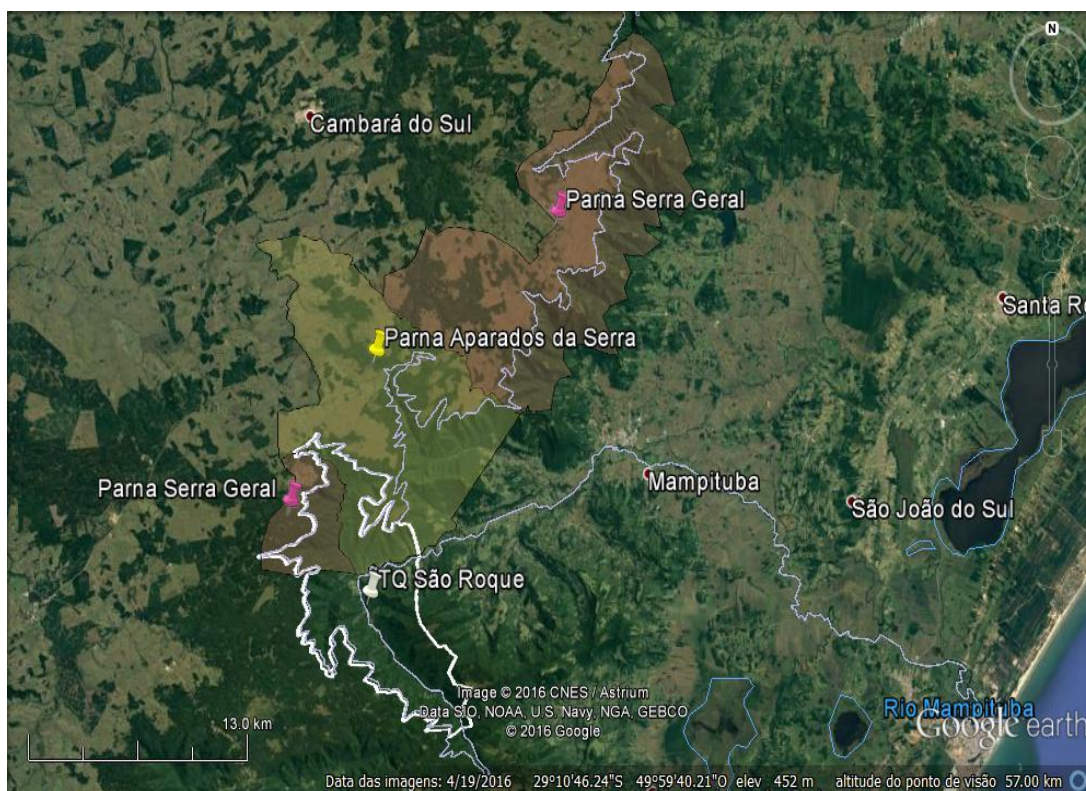 N
Cambará do Sul
Parna Serra Geral
Santa Ro
Parna Aparados da Serra
Parna Serra Geral
Mampituba
São João do Sul
TQ São Roque
Image © 2016 CNES / Astrium
Data SIO, NOAA, U.S. Navy, NGA, GEBCO
© 2016 Google
Rio Mampituba
Google earth
13.0 km
Data das imagens: 4/19/2016 29°10'46.24"S 49°59'40.21"O elev 452 m altitude do ponto de visão 57.00 km